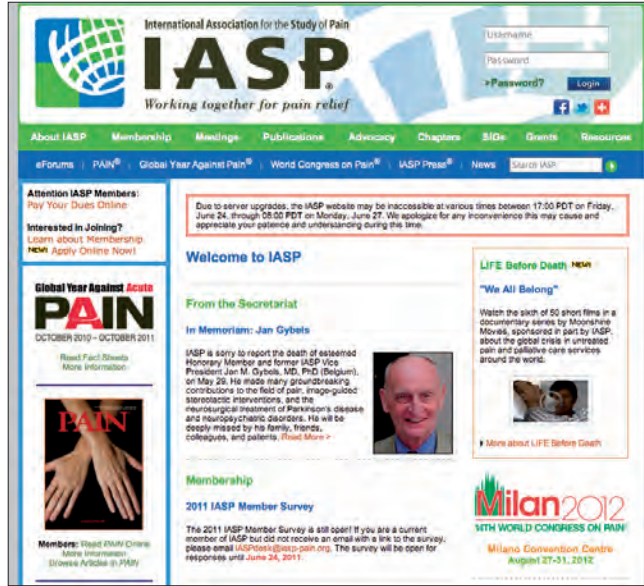 International Association for the Study of Pain
IASP®
Working together for pain relief
Username
Password
>Password?
Login
About IASP
Membership
Meetings
Publications
Advocacy
Chapters
SIGs
Grants
Resources
eForums
PAIN®
Global Year Against Pain®
World Congress on Pain®
IASP Press®
News
Search IASP
Attention IASP Members:
Pay Your Dues Online
Interested in Joining?
Learn about Membership
NEW! Apply Online Now!
Global Year Against Acute
PAIN
OCTOBER 2010 – OCTOBER 2011
Read Fact Sheets
More Information
PAIN
Members: Read PAIN Online
More Information
Browse Articles in PAIN
Due to server upgrades, the IASP website may be inaccessible at various times between 17:00 PDT on Friday,
June 24, through 08:00 PDT on Monday, June 27. We apologize for any inconvenience this may cause and
appreciate your patience and understanding during this time.
Welcome to IASP
From the Secretariat
In Memoriam: Jan Gybels
IASP is sorry to report the death of esteemed
Honorary Member and former IASP Vice
President Jan M. Gybels, MD, PhD (Belgium),
on May 29. He made many groundbreaking
contributions to the field of pain, image-guided
stereotactic interventions, and the
neurosurgical treatment of Parkinson's disease
and neuropsychiatric disorders. He will be
deeply missed by his family, friends,
colleagues, and patients. Read More >
Membership
2011 IASP Member Survey
The 2011 IASP Member Survey is still open! If you are a current
member of IASP but did not receive an email with a link to the survey,
please email IASPdesk@iasp-pain.org. The survey will be open for
responses until June 24, 2011.
LIFE Before Death NEW!
"We All Belong"
Watch the sixth of 50 short films in a
documentary series by Moonshine
Movies, sponsored in part by IASP,
about the global crisis in untreated
pain and palliative care services
around the world.
More about LIFE Before Death
Milan2012
14TH WORLD CONGRESS ON PAIN
Milano Convention Centre
August 27-31, 2012